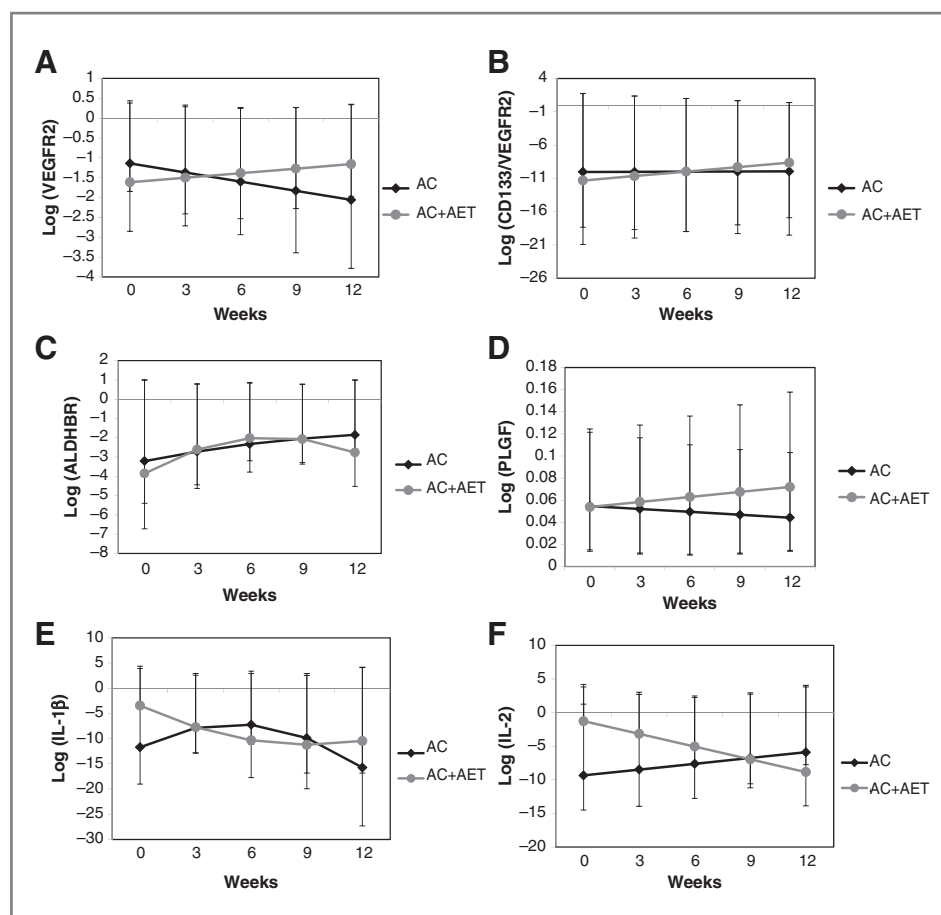 A
1
0.5
0
−0.5
−1
−1.5
−2
−2.5
−3
−3.5
−4
Log (VEGFR2)
0 3 6 9 12
Weeks
AC
AC+AET
B
4
−1
−6
−11
−16
−21
−26
Log (CD133/VEGFR2)
0 3 6 9 12
Weeks
AC
AC+AET
C
2
1
0
−1
−2
−3
−4
−5
−6
−7
−8
Log (ALDHBR)
0 3 6 9 12
Weeks
AC
AC+AET
D
0.18
0.16
0.14
0.12
0.1
0.08
0.06
0.04
0.02
0
Log (PLGF)
0 3 6 9 12
Weeks
AC
AC+AET
E
10
5
0
−5
−10
−15
−20
−25
−30
Log (IL-1β)
0 3 6 9 12
Weeks
AC
AC+AET
F
10
5
0
−5
−10
−15
−20
Log (IL-2)
0 3 6 9 12
Weeks
AC
AC+AET